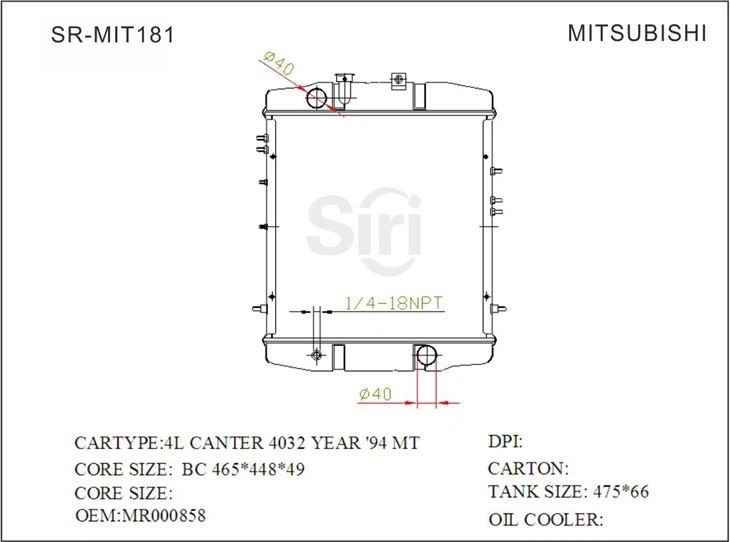 SR-MIT181
MITSUBISHI
Ø40
Siri
1/4-18NPT
Ø40
CARTYPE:4L CANTER 4032 YEAR '94 MT
CORE SIZE: BC 465*448*49
CORE SIZE:
OEM:MR000858
DPI:
CARTON:
TANK SIZE: 475*66
OIL COOLER: